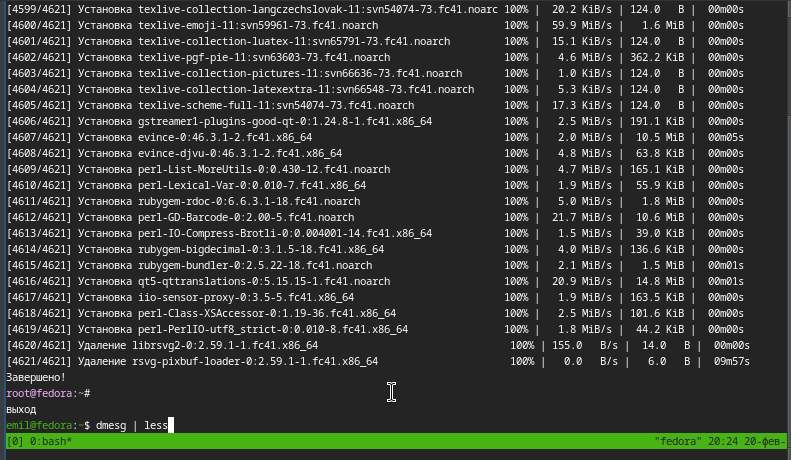 [4599/4621] Установка texlive-collection-langczechslovak-11:svn54074-73.fc41.noarc 100% | 20.2 KiB/s | 124.0 B | 00m00s
[4600/4621] Установка texlive-emoji-11:svn59961-73.fc41.noarch 100% | 59.9 MiB/s | 1.6 MiB | 00m00s
[4601/4621] Установка texlive-collection-luatex-11:svn65791-73.fc41.noarch 100% | 15.1 KiB/s | 124.0 B | 00m00s
[4602/4621] Установка texlive-pgf-pie-11:svn63603-73.fc41.noarch 100% | 4.6 MiB/s | 362.2 KiB | 00m00s
[4603/4621] Установка texlive-collection-pictures-11:svn66636-73.fc41.noarch 100% | 1.0 KiB/s | 124.0 B | 00m00s
[4604/4621] Установка texlive-collection-latexextra-11:svn66548-73.fc41.noarch 100% | 5.3 KiB/s | 124.0 B | 00m00s
[4605/4621] Установка texlive-scheme-full-11:svn54074-73.fc41.noarch 100% | 17.3 KiB/s | 124.0 B | 00m00s
[4606/4621] Установка gstreamer1-plugins-good-qt-0:1.24.8-1.fc41.x86_64 100% | 2.5 MiB/s | 191.1 KiB | 00m00s
[4607/4621] Установка evince-0:46.3.1-2.fc41.x86_64 100% | 2.0 MiB/s | 10.5 MiB | 00m05s
[4608/4621] Установка evince-djvu-0:46.3.1-2.fc41.x86_64 100% | 4.8 MiB/s | 63.8 KiB | 00m00s
[4609/4621] Установка perl-List-MoreUtils-0:0.430-12.fc41.noarch 100% | 4.7 MiB/s | 165.1 KiB | 00m00s
[4610/4621] Установка perl-Lexical-Var-0:0.010-7.fc41.x86_64 100% | 1.9 MiB/s | 55.9 KiB | 00m00s
[4611/4621] Установка rubygem-rdoc-0:6.6.3.1-18.fc41.noarch 100% | 5.0 MiB/s | 1.8 MiB | 00m00s
[4612/4621] Установка perl-GD-Barcode-0:2.00-5.fc41.noarch 100% | 21.7 MiB/s | 10.6 MiB | 00m00s
[4613/4621] Установка perl-IO-Compress-Brotli-0:0.004001-14.fc41.x86_64 100% | 1.5 MiB/s | 39.0 KiB | 00m00s
[4614/4621] Установка rubygem-bigdecimal-0:3.1.5-18.fc41.x86_64 100% | 4.0 MiB/s | 136.6 KiB | 00m00s
[4615/4621] Установка rubygem-bundler-0:2.5.22-18.fc41.noarch 100% | 2.1 MiB/s | 1.5 MiB | 00m01s
[4616/4621] Установка qt5-qttranslations-0:5.15.15-1.fc41.noarch 100% | 20.9 MiB/s | 14.8 MiB | 00m01s
[4617/4621] Установка iio-sensor-proxy-0:3.5-5.fc41.x86_64 100% | 1.9 MiB/s | 163.5 KiB | 00m00s
[4618/4621] Установка perl-Class-XSAccessor-0:1.19-36.fc41.x86_64 100% | 2.5 MiB/s | 101.6 KiB | 00m00s
[4619/4621] Установка perl-PerlIO-utf8_strict-0:0.010-8.fc41.x86_64 100% | 1.8 MiB/s | 44.2 KiB | 00m00s
[4620/4621] Удаление librsvg2-0:2.59.1-1.fc41.x86_64 100% | 155.0 B/s | 14.0 B | 00m00s
[4621/4621] Удаление rsvg-pixbuf-loader-0:2.59.1-1.fc41.x86_64 100% | 0.0 B/s | 6.0 B | 09m57s
Завершено!
root@fedora:~#
выход
emil@fedora:~$ dmesg | less
[0] 0:bash* "fedora" 20:24 20-фев-